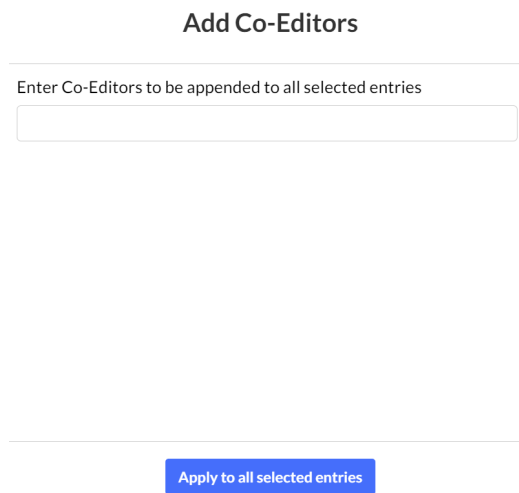 Add Co-Editors
Enter Co-Editors to be appended to all selected entries
Apply to all selected entries